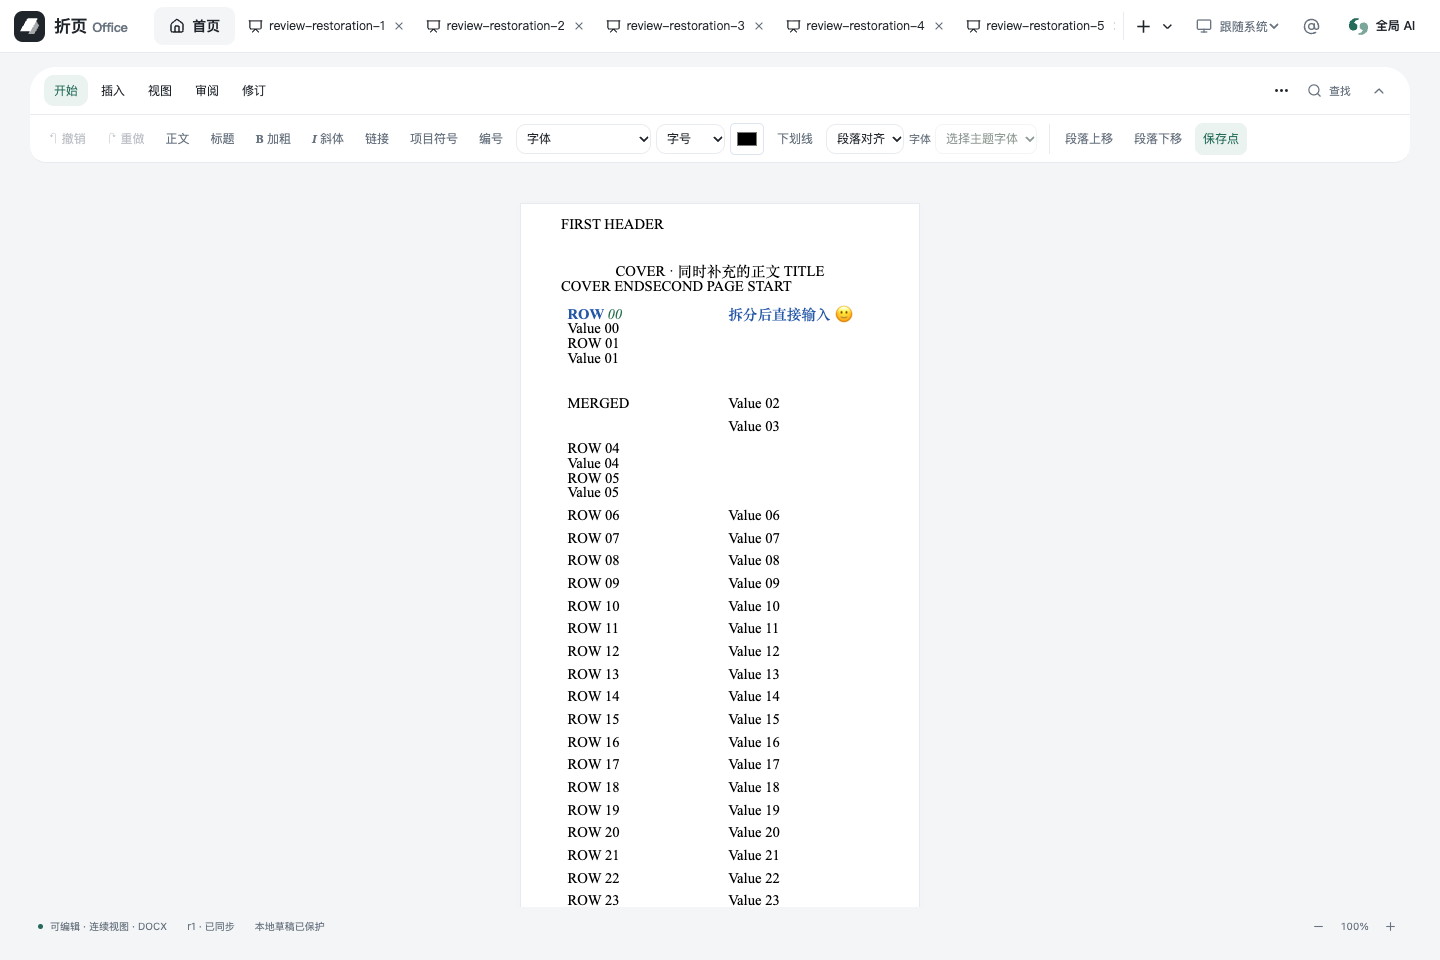 折页 Office
首页
review-restoration-1
review-restoration-2
review-restoration-3
review-restoration-4
review-restoration-5
跟随系统
全局 AI
开始 插入 视图 审阅 修订
查找
撤销 重做 正文 标题 B 加粗 I 斜体 链接 项目符号 编号 字体 字号 下划线 段落对齐 字体 选择主题字体 段落上移 段落下移 保存点
FIRST HEADER
COVER · 同时补充的正文 TITLE
COVER ENDSECOND PAGE START
ROW 00 拆分后直接输入 🙂
Value 00
ROW 01
Value 01
MERGED Value 02
Value 03
ROW 04
Value 04
ROW 05
Value 05
ROW 06 Value 06
ROW 07 Value 07
ROW 08 Value 08
ROW 09 Value 09
ROW 10 Value 10
ROW 11 Value 11
ROW 12 Value 12
ROW 13 Value 13
ROW 14 Value 14
ROW 15 Value 15
ROW 16 Value 16
ROW 17 Value 17
ROW 18 Value 18
ROW 19 Value 19
ROW 20 Value 20
ROW 21 Value 21
ROW 22 Value 22
ROW 23 Value 23
可编辑 · 连续视图 · DOCX r1 · 已同步 本地草稿已保护
100%